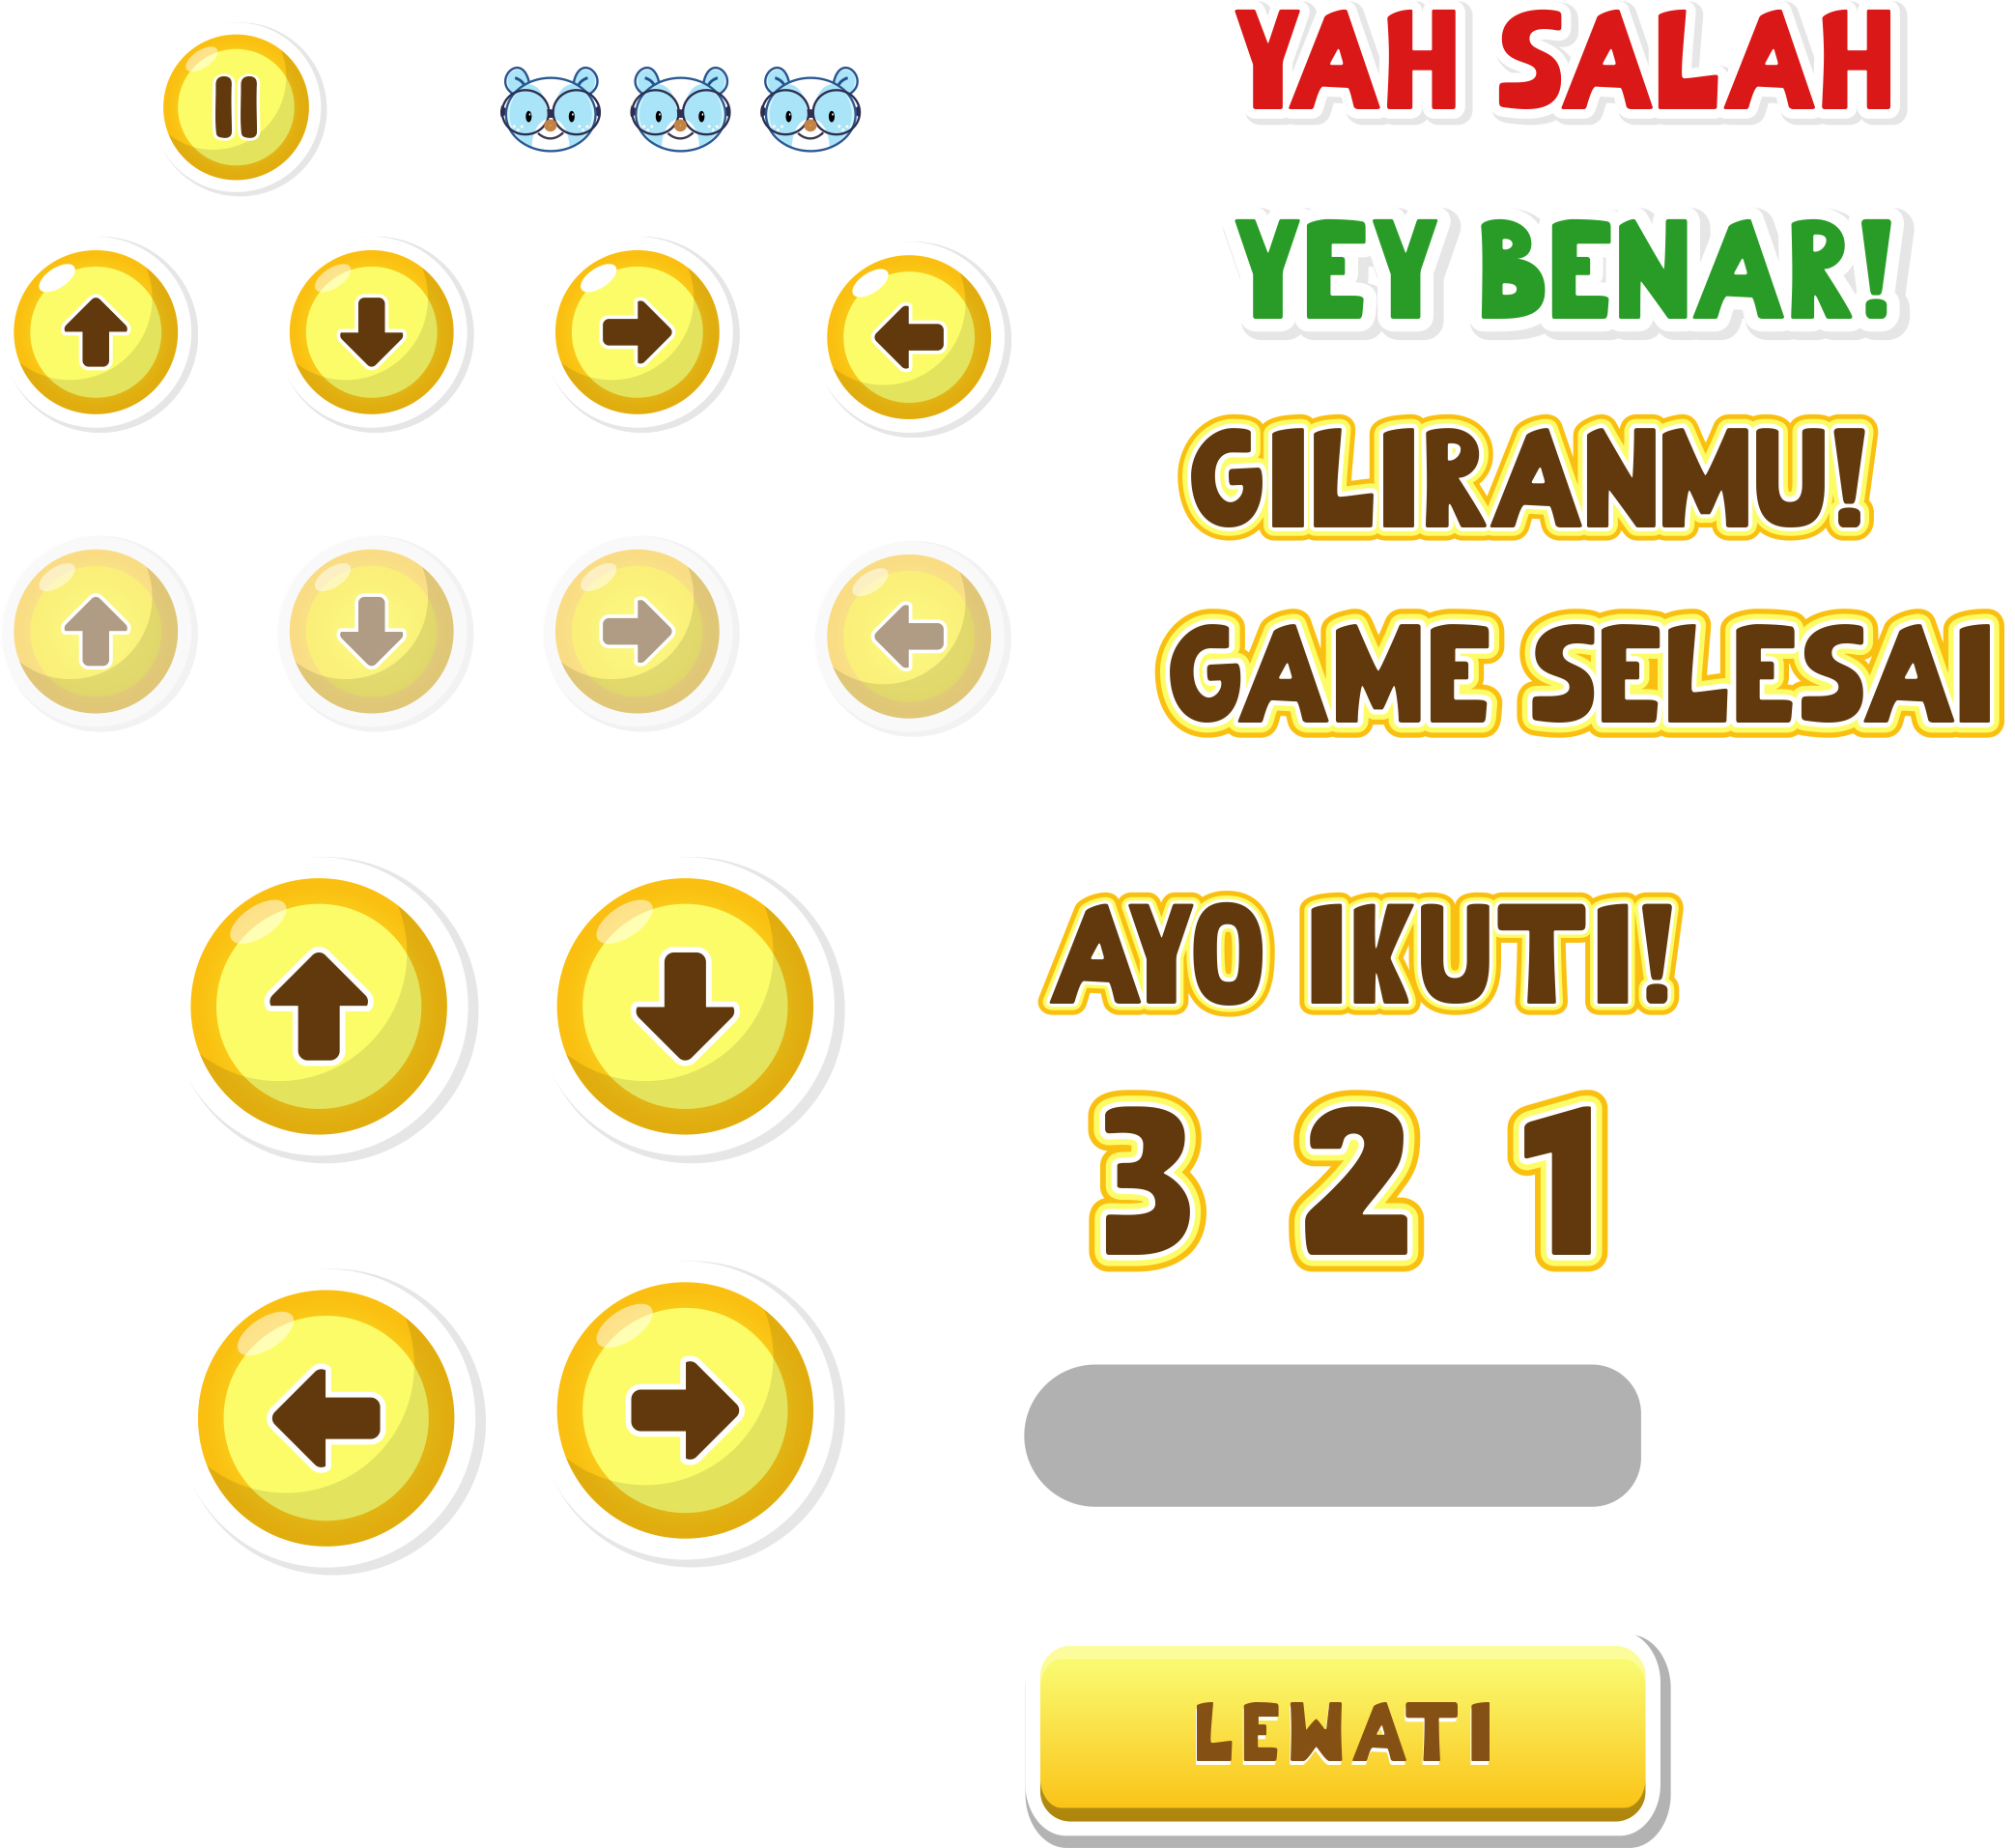 YAH SALAH
YEY BENAR!
GILIRANMU!
GAME SELESAI
AYO IKUTI!
3 2 1
LEWATI